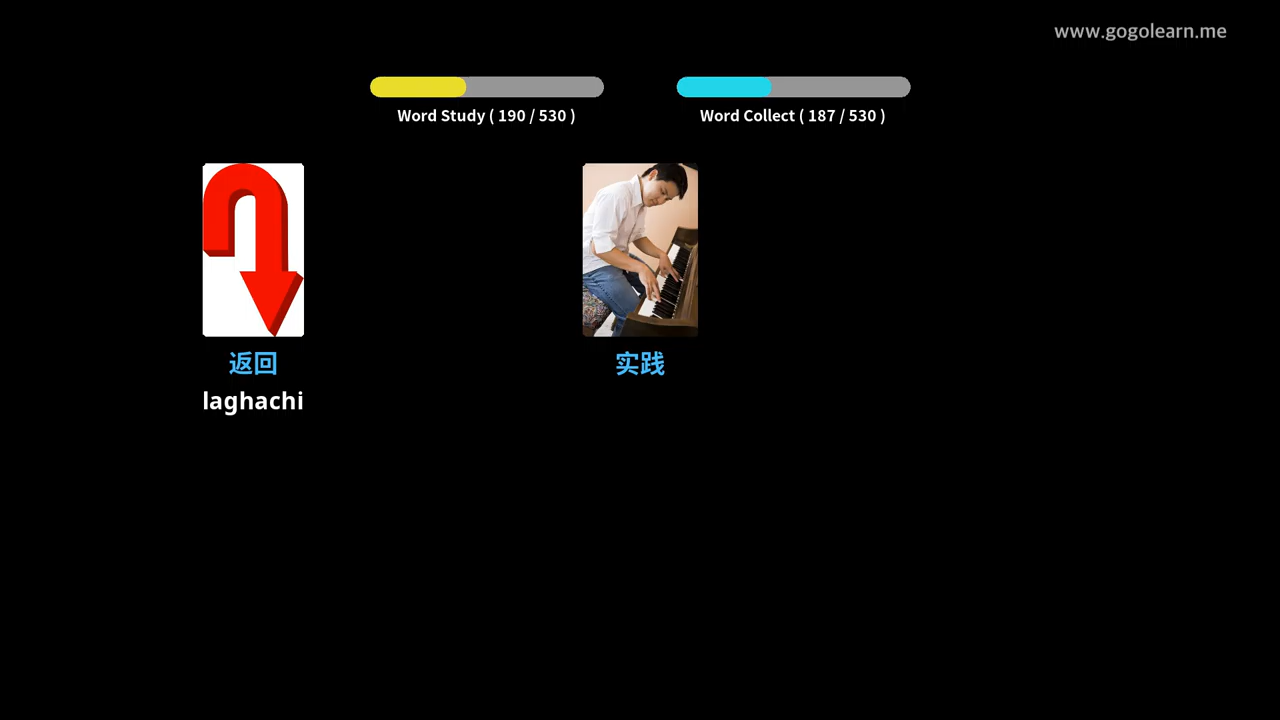 www.gogolearn.me
Word Study ( 190 / 530 )
Word Collect ( 187 / 530 )
返回
实践
laghachi